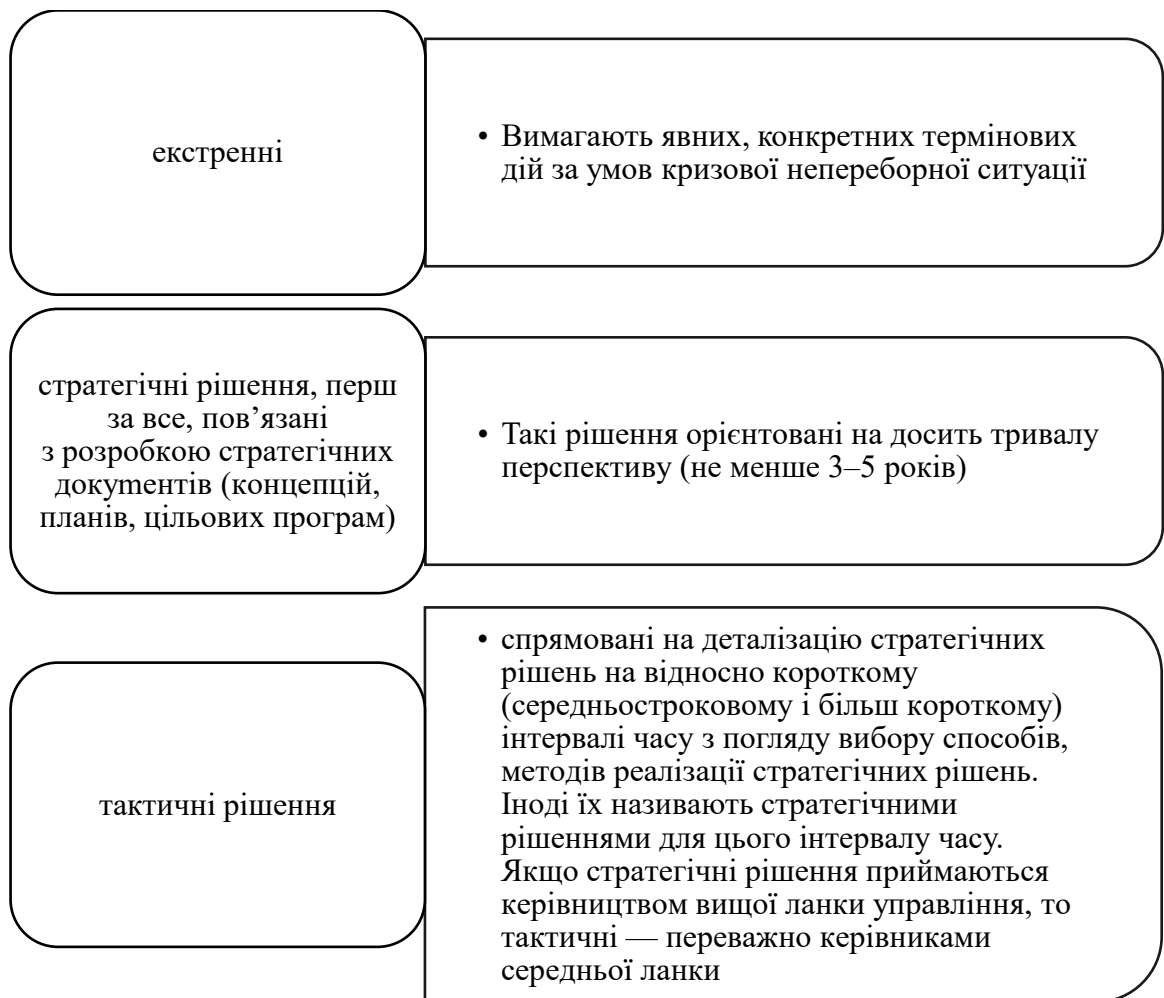 екстренні
• Вимагають явних, конкретних термінових
дій за умов кризової непереборної ситуації
стратегічні рішення, перш
за все, пов’язані
з розробкою стратегічних
докуmентів (концепцій,
планів, цільових програм)
• Такі рішення орієнтовані на досить тривалу
перспективу (не менше 3–5 років)
тактичні рішення
• спрямовані на деталізацію стратегічних
рішень на відносно короткому
(середньостроковому і більш короткому)
інтервалі часу з погляду вибору способів,
методів реалізації стратегічних рішень.
Іноді їх називають стратегічними
рішеннями для цього інтервалу часу.
Якщо стратегічні рішення приймаються
керівництвом вищої ланки управління, то
тактичні — переважно керівниками
середньої ланки